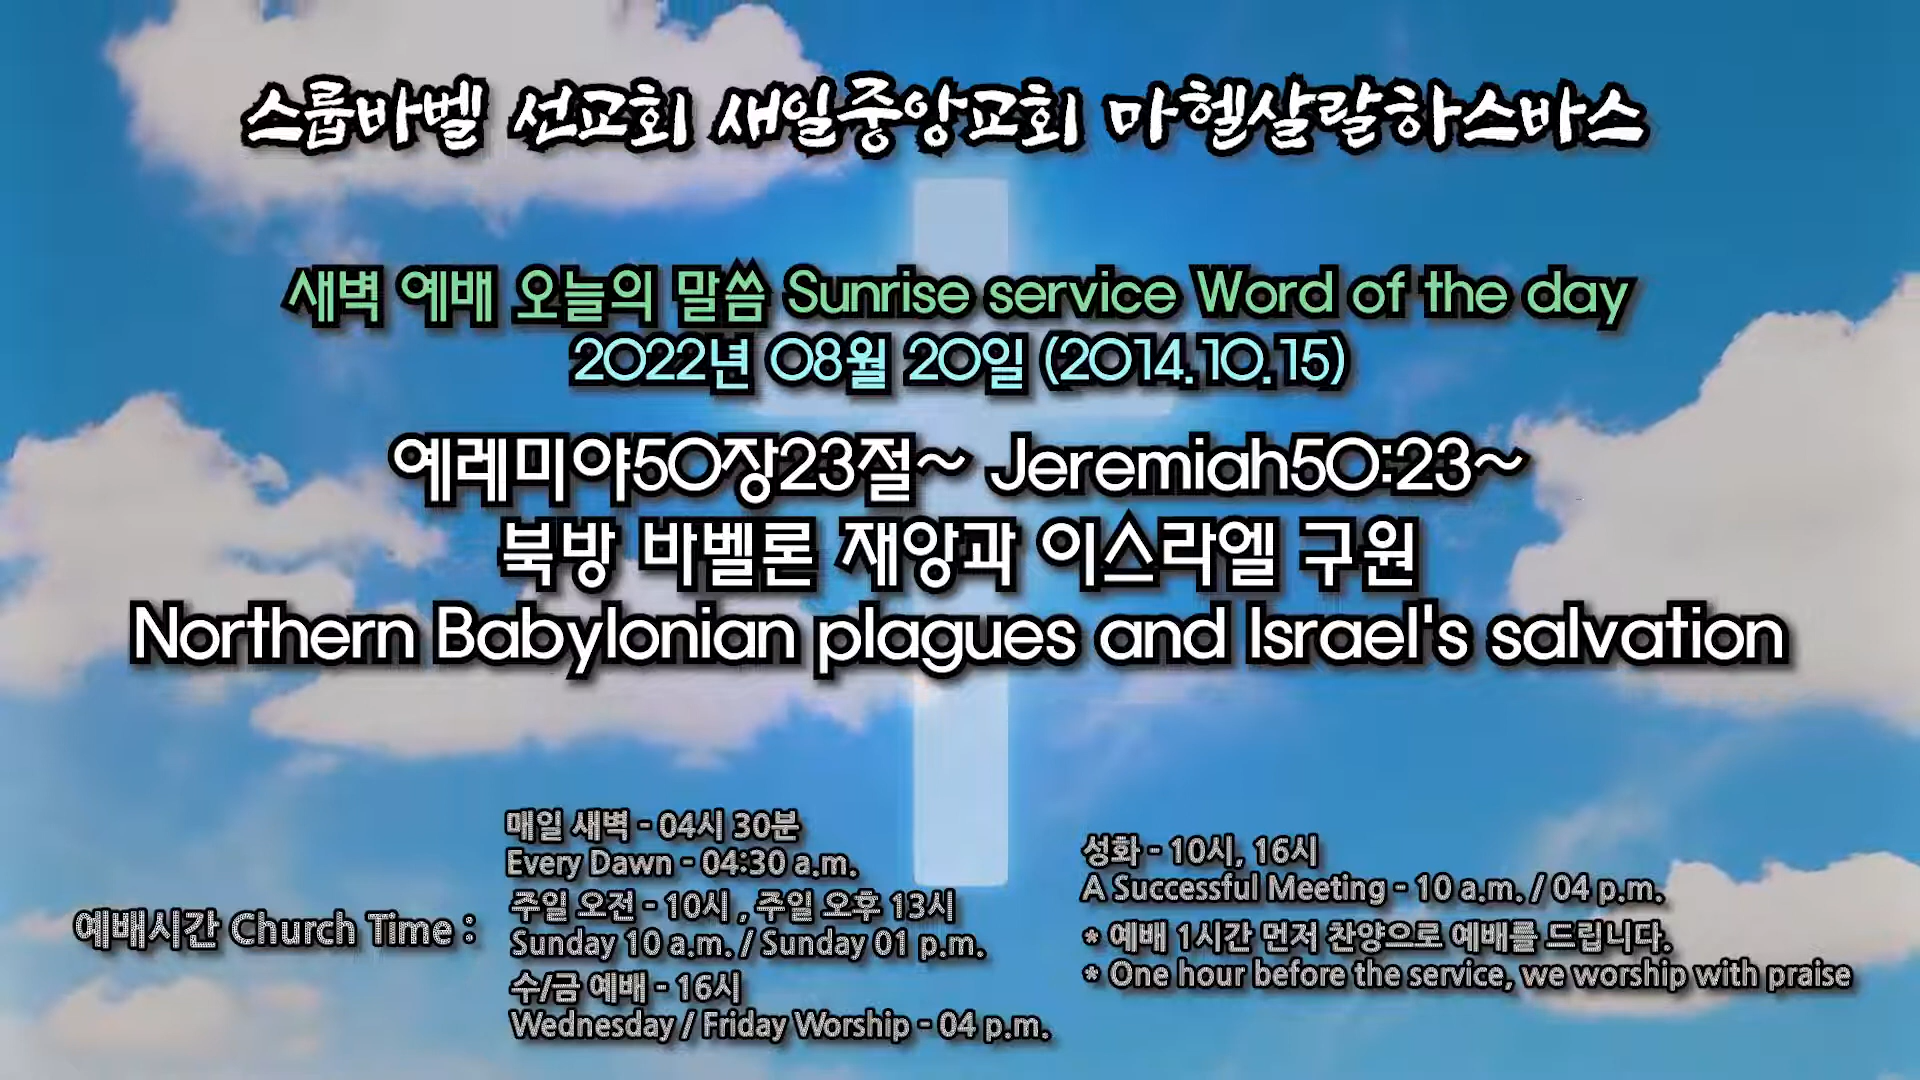 스룹바벨 선교회 새일중앙교회 마헬살랄하스바스
새벽 예배 오늘의 말씀 Sunrise service Word of the day
2022년 08월 20일 (2014.10.15)
예레미야50장23절~ Jeremiah50:23~
북방 바벨론 재앙과 이스라엘 구원
Northern Babylonian plagues and Israel's salvation
예배시간 Church Time :
매일 새벽 - 04시 30분
Every Dawn - 04:30 a.m.
주일 오전 - 10시 , 주일 오후 13시
Sunday 10 a.m. / Sunday 01 p.m.
수/금 예배 - 16시
Wednesday / Friday Worship - 04 p.m.
성화 - 10시, 16시
A Successful Meeting - 10 a.m. / 04 p.m.
* 예배 1시간 먼저 찬양으로 예배를 드립니다.
* One hour before the service, we worship with praise